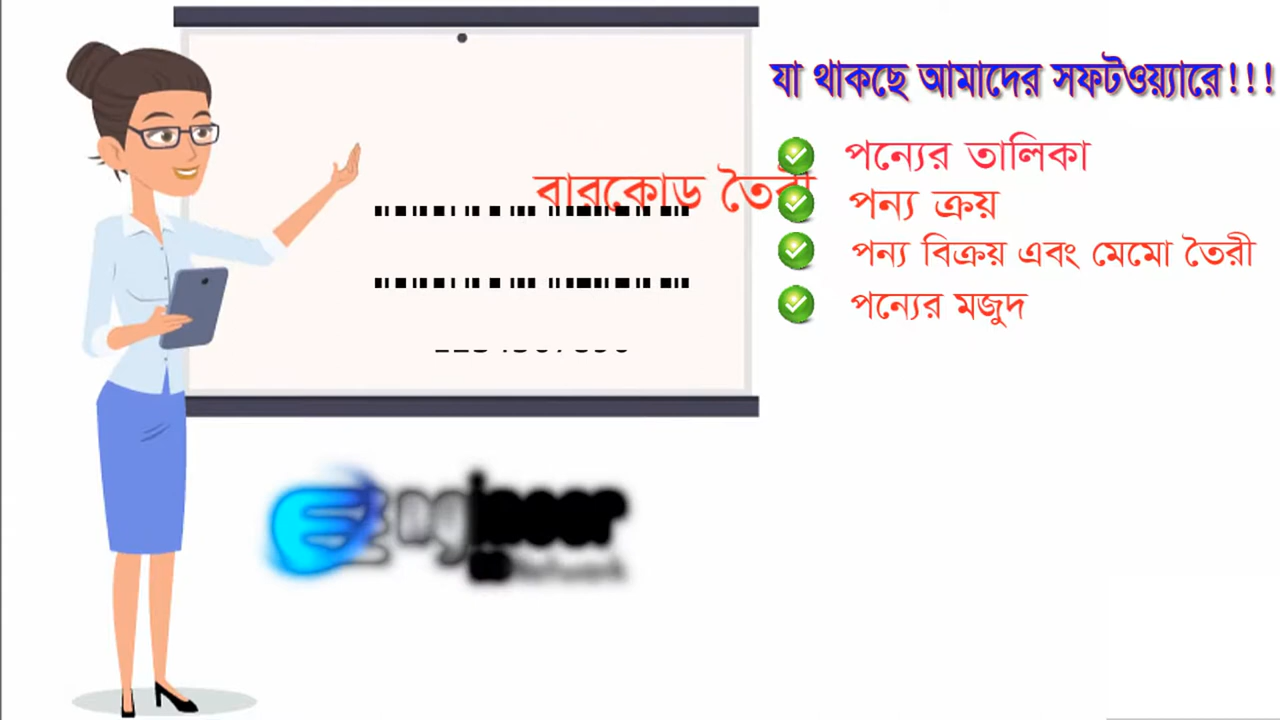 যা থাকছে আমাদের সফটওয়্যারে!!!
পন্যের তালিকা
বারকোড তৈরী
পন্য ক্রয়
পন্য বিক্রয় এবং মেমো তৈরী
পন্যের মজুদ